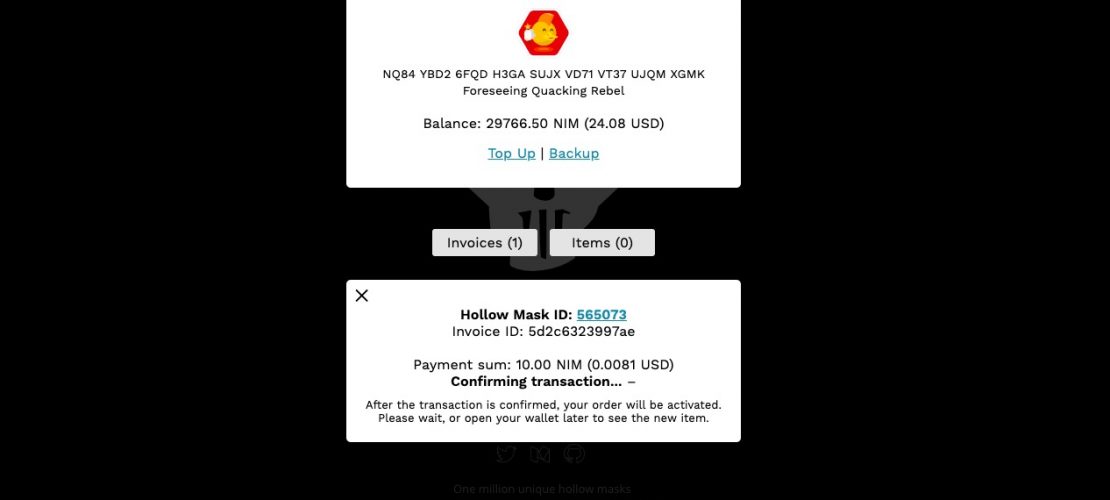 NQ84 YBD2 6FQD H3GA SUJX VD71 VT37 UJQM XGMK
Foreseeing Quacking Rebel
Balance: 29766.50 NIM (24.08 USD)
Top Up | Backup
Invoices (1) Items (0)
Hollow Mask ID: 565073
Invoice ID: 5d2c6323997ae
Payment sum: 10.00 NIM (0.0081 USD)
Confirming transaction... –
After the transaction is confirmed, your order will be activated.
Please wait, or open your wallet later to see the new item.
One million unique hollow masks